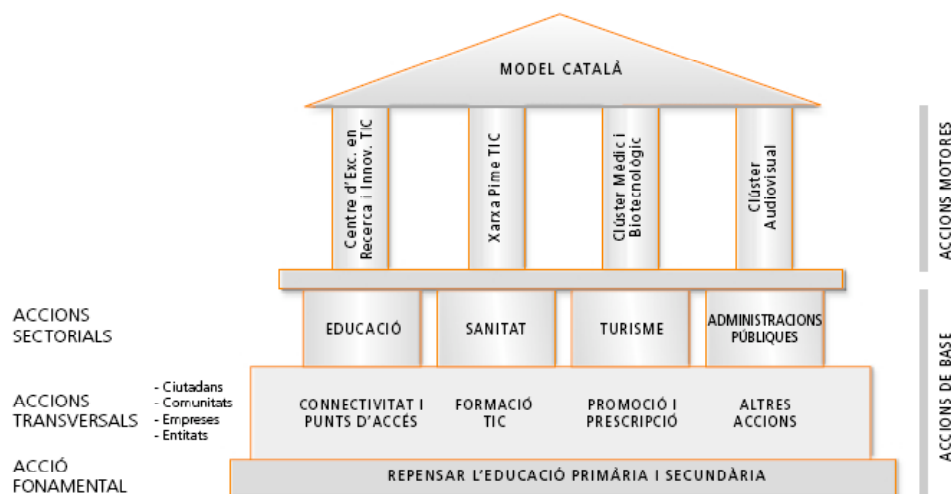 MODEL CATALÀ
Centre d'Exc. en
Recerca i Innov. TIC
Xarxa Pime TIC
Clúster Mèdic i
Biotecnològic
Clúster
Audiovisual
ACCIONS MOTORES
ACCIONS
SECTORIALS
EDUCACIÓ
SANITAT
TURISME
ADMINISTRACIONS
PÚBLIQUES
ACCIONS
TRANSVERSALS
- Ciutadans
- Comunitats
- Empreses
- Entitats
CONNECTIVITAT I
PUNTS D'ACCÉS
FORMACIÓ
TIC
PROMOCIÓ I
PRESCRIPCIÓ
ALTRES
ACCIONS
ACCIONS DE BASE
ACCIÓ
FONAMENTAL
REPENSAR L'EDUCACIÓ PRIMÀRIA I SECUNDÀRIA